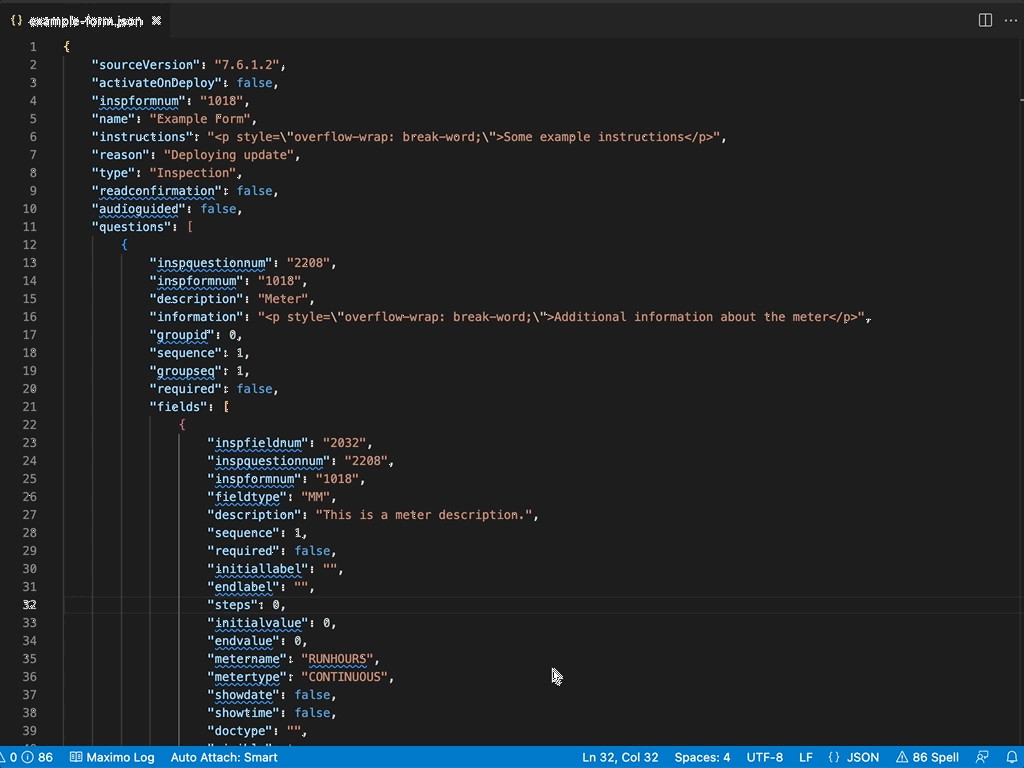 {} example-form.json ✖ ...
1 {
2 "sourceVersion": "7.6.1.2",
3 "activateOnDeploy": false,
4 "inspformnum": "1018",
5 "name": "Example Form",
6 "instructions": "<p style=\"overflow-wrap: break-word;\">Some example instructions</p>",
7 "reason": "Deploying update",
8 "type": "Inspection",
9 "readconfirmation": false,
10 "audioguided": false,
11 "questions": [
12 {
13 "inspquestionnum": "2208",
14 "inspformnum": "1018",
15 "description": "Meter",
16 "information": "<p style=\"overflow-wrap: break-word;\">Additional information about the meter</p>",
17 "groupid": 0,
18 "sequence": 1,
19 "groupseq": 1,
20 "required": false,
21 "fields": [
22 {
23 "inspfieldnum": "2032",
24 "inspquestionnum": "2208",
25 "inspformnum": "1018",
26 "fieldtype": "MM",
27 "description": "This is a meter description.",
28 "sequence": 1,
29 "required": false,
30 "initiallabel": "",
31 "endlabel": "",
32 "steps": 0,
33 "initialvalue": 0,
34 "endvalue": 0,
35 "metername": "RUNHOURS",
36 "metertype": "CONTINUOUS",
37 "showdate": false,
38 "showtime": false,
39 "doctype": "",
0 86 Maximo Log Auto Attach: Smart Ln 32, Col 32 Spaces: 4 UTF-8 LF {} JSON 86 Spell